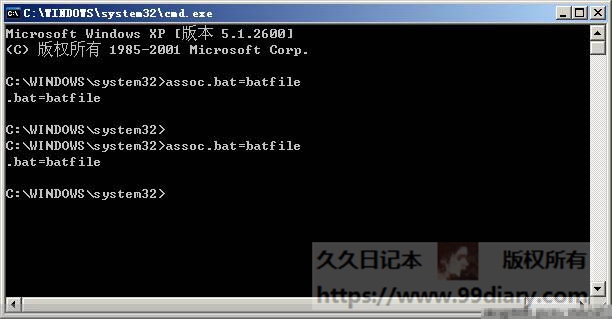 C:\WINDOWS\system32\cmd.exe
Microsoft Windows XP [版本 5.1.2600]
(C) 版权所有 1985-2001 Microsoft Corp.
C:\WINDOWS\system32>assoc.bat=batfile
.bat=batfile
C:\WINDOWS\system32>
C:\WINDOWS\system32>assoc.bat=batfile
.bat=batfile
C:\WINDOWS\system32>
久久日记本 版权所有
https://www.99diary.com